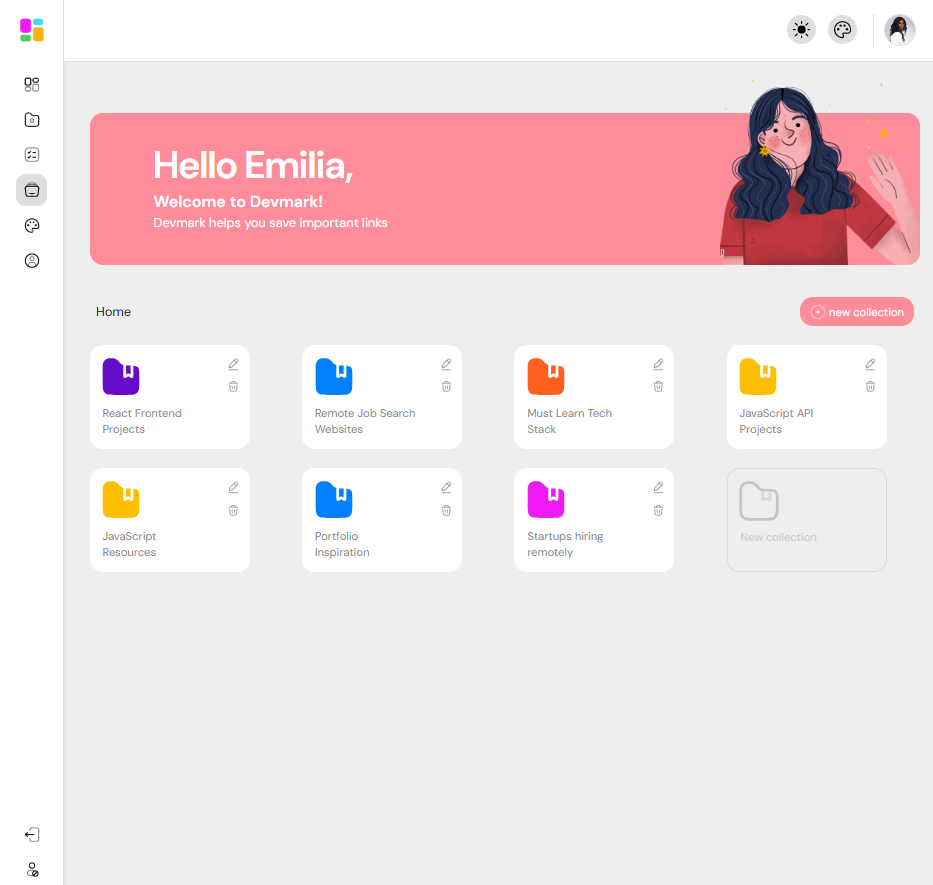 Hello Emilia,
Welcome to Devmark!
Devmark helps you save important links
Home
new collection
React Frontend
Projects
Remote Job Search
Websites
Must Learn Tech
Stack
JavaScript API
Projects
JavaScript
Resources
Portfolio
Inspiration
Startups hiring
remotely
New collection